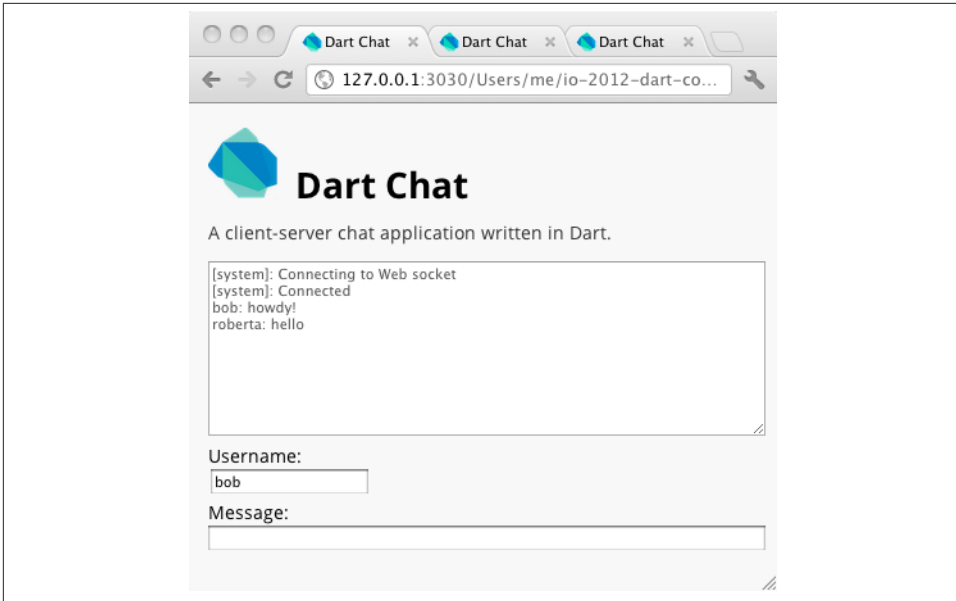 Dart Chat
Dart Chat
Dart Chat
127.0.0.1:3030/Users/me/io-2012-dart-co...
Dart Chat
A client-server chat application written in Dart.
[system]: Connecting to Web socket
[system]: Connected
bob: howdy!
roberta: hello
Username:
bob
Message: